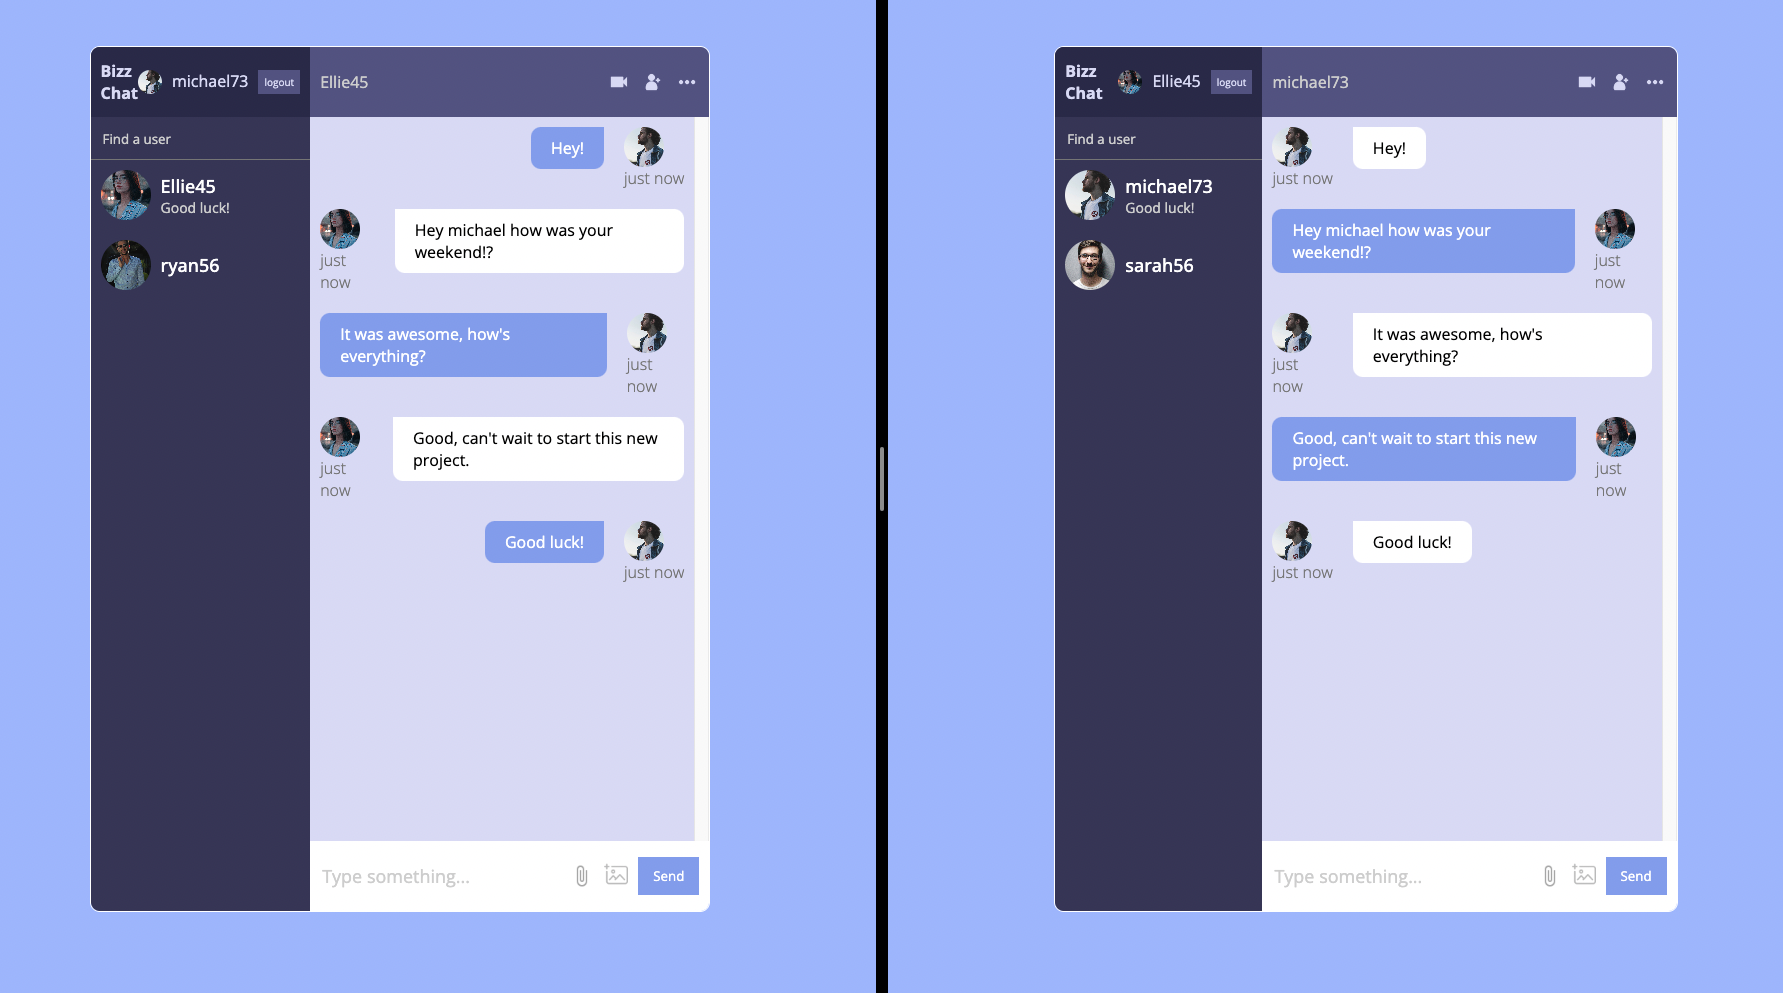 Bizz
Chat
michael73
logout
Ellie45
Find a user
Ellie45
Good luck!
ryan56
Hey!
just now
Hey michael how was your
weekend!?
just
now
It was awesome, how's
everything?
just
now
Good, can't wait to start this new
project.
just
now
Good luck!
just now
Type something...
Send
Bizz
Chat
Ellie45
logout
michael73
Find a user
michael73
Good luck!
sarah56
Hey!
just now
Hey michael how was your
weekend!?
just
now
It was awesome, how's
everything?
just
now
Good, can't wait to start this new
project.
just
now
Good luck!
just now
Type something...
Send